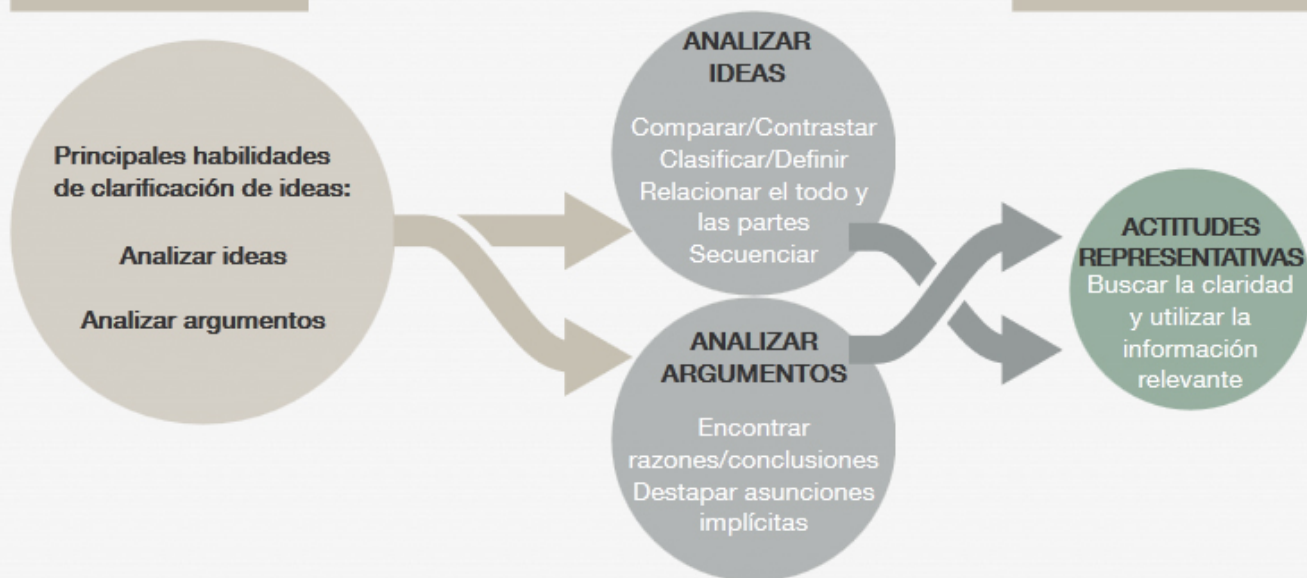 Principales habilidades
de clarificación de ideas:
Analizar ideas
Analizar argumentos
ANALIZAR
IDEAS
Comparar/Contrastar
Clasificar/Definir
Relacionar el todo y
las partes
Secuenciar
ANALIZAR
ARGUMENTOS
Encontrar
razones/conclusiones
Destapar asunciones
implícitas
ACTITUDES
REPRESENTATIVAS
Buscar la claridad
y utilizar la
información
relevante